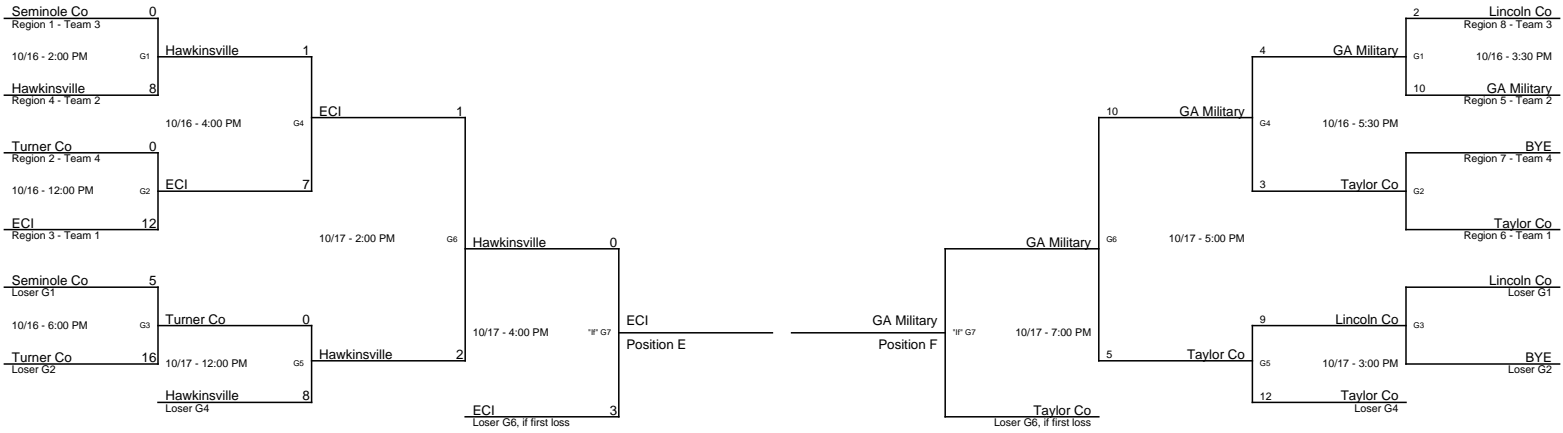 Seminole Co 0
Region 1 - Team 3
10/16 - 2:00 PM G1
Hawkinsville 8
Region 4 - Team 2
Hawkinsville 1
10/16 - 4:00 PM G4
Turner Co 0
Region 2 - Team 4
10/16 - 12:00 PM G2
ECI 12
Region 3 - Team 1
ECI 7
ECI 1
10/17 - 2:00 PM G6
Seminole Co 5
Loser G1
10/16 - 6:00 PM G3
Turner Co 16
Loser G2
Turner Co 0
10/17 - 12:00 PM G5
Hawkinsville 8
Loser G4
Hawkinsville 2
Hawkinsville 0
10/17 - 4:00 PM "If" G7
ECI 3
Loser G6, if first loss
ECI
Position E
GA Military
Position F
GA Military
"If" G7 10/17 - 7:00 PM
Taylor Co
Loser G6, if first loss
10 GA Military
G6 10/17 - 5:00 PM
5 Taylor Co
4 GA Military
G4 10/16 - 5:30 PM
3 Taylor Co
2 Lincoln Co
Region 8 - Team 3
G1 10/16 - 3:30 PM
10 GA Military
Region 5 - Team 2
BYE
Region 7 - Team 4
G2
Taylor Co
Region 6 - Team 1
9 Lincoln Co
G5 10/17 - 3:00 PM
12 Taylor Co
Loser G4
Lincoln Co
Loser G1
G3
BYE
Loser G2